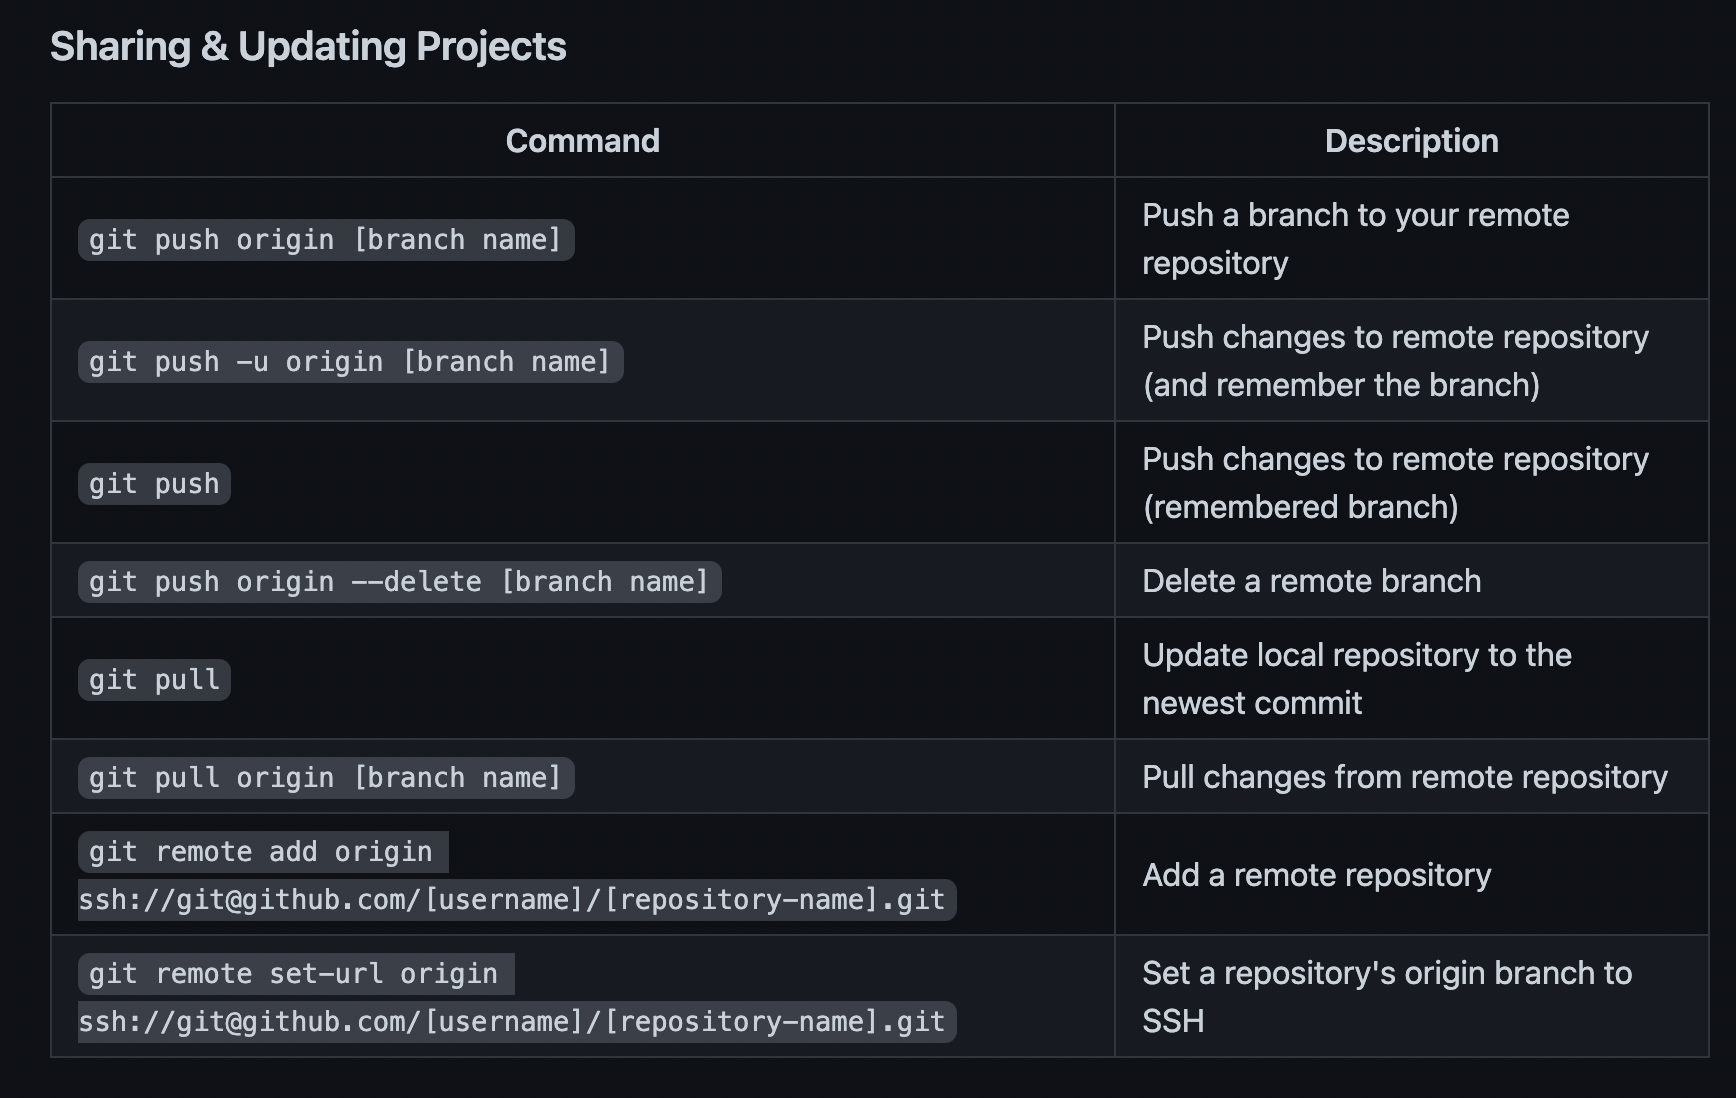 Sharing & Updating Projects
Command
Description
git push origin [branch name]
Push a branch to your remote
repository
git push -u origin [branch name]
Push changes to remote repository
(and remember the branch)
git push
Push changes to remote repository
(remembered branch)
git push origin --delete [branch name]
Delete a remote branch
git pull
Update local repository to the
newest commit
git pull origin [branch name]
Pull changes from remote repository
git remote add origin
ssh://git@github.com/[username]/[repository-name].git
Add a remote repository
git remote set-url origin
ssh://git@github.com/[username]/[repository-name].git
Set a repository's origin branch to
SSH